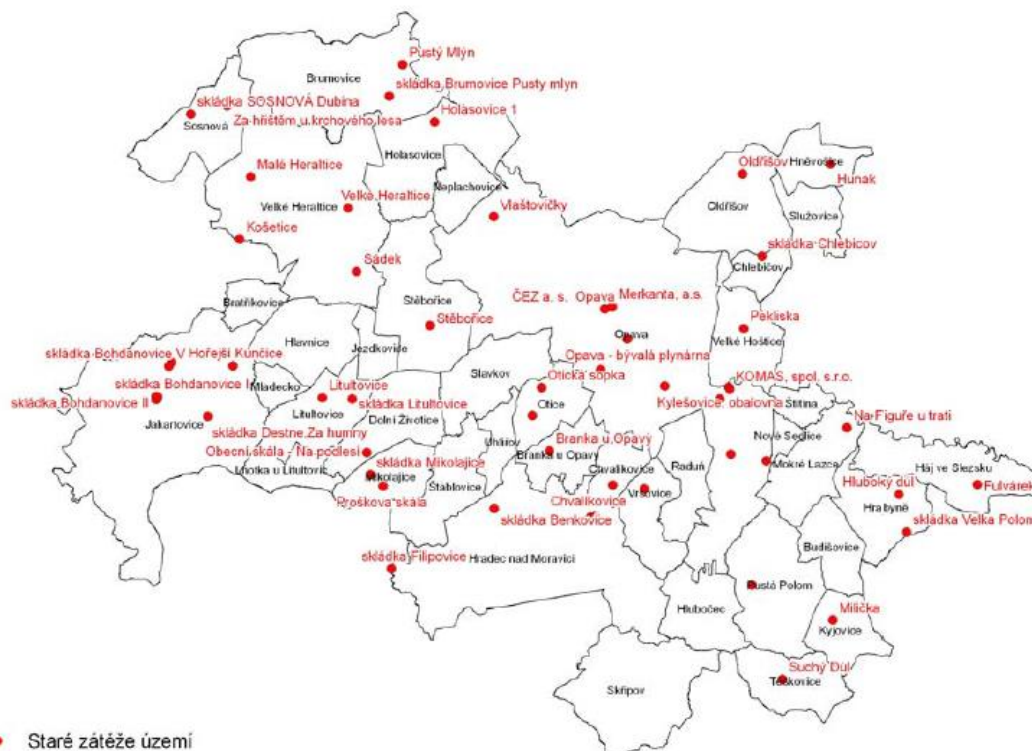 Pustý Mlýn
Brumovice
skládka Brumovice Pusty mlyn
skládka SOSNOVÁ Dubina
Sosnová
Za hřištěm u krchového lesa
Holasovice 1
Holasovice
Malé Heraltice
Neplachovice
Velké Heraltice
Velké Heraltice
Vlaštovičky
Košetice
Sádek
Oldřišov
Hněvošice
Hunak
Oldřišov
Služovice
skládka Chlebicov
Chlebičov
Bratříkovice
Stěbořice
Stěbořice
ČEZ a. s. Opava
Merkanta, a.s.
Opava
Pekliska
Velké Hoštice
Hlavnice
Jezdkovice
skládka Bohdanovice V Hořejší Kunčice
Opava - bývalá plynárna
Slavkov
Mladecko
Litultovice
skládka Bohdanovice I
skládka Bohdanovice II
Otická sopka
KOMAS, spol. s.r.o.
Litultovice
skládka Litultovice
Kylešovice: obalovna
Štítina
Jakartovice
skládka Destne Za humny
Dolní Životice
Otice
Na Figuře u trati
Uhlířov
Branka u Opavy
Nové Sedlice
Obecní skála - Na podlesí
Branka u Opavy
Mokré Lazce
Lhotka u Litultovic
skládka Mikolajice
Mikolajice
Chvalíkovice
Raduň
Háj ve Slezsku
Proškova skála
Štáblovice
Vršovice
Hluboký důl
Fulvárek
Chvalíkovice
Hrabyně
skládka Benkovice
skládka Velka Polom
Budišovice
skládka Filipovice
Hradec nad Moravicí
Pustá Polom
Hlubočec
Milička
Kyjovice
Suchý Důl
Těškovice
Skřipov
Staré zátěže území